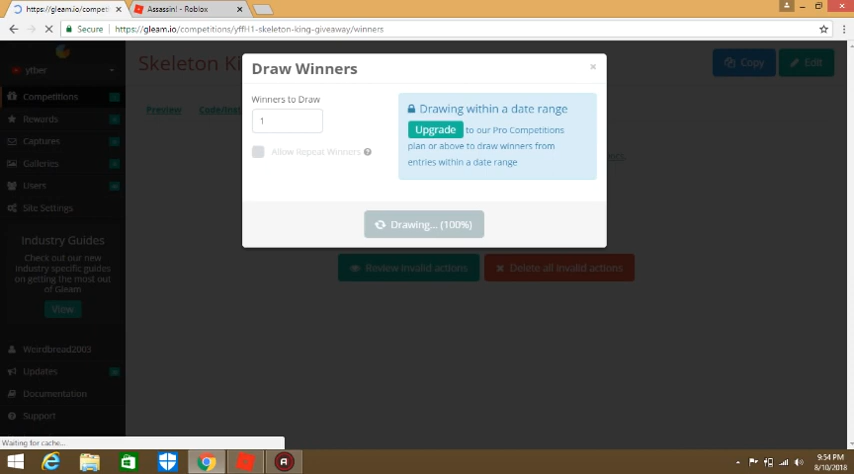 https://gleam.io/competi
Assassin! - Roblox
Secure
https://gleam.io/competitions/yffH1-skeleton-king-giveaway/winners
ytber
Skeleton K
Copy
Edit
Competitions
Preview
Code/Inst
Rewards
Captures
Galleries
Users
Site Settings
Draw Winners
Winners to Draw
1
Allow Repeat Winners
Drawing within a date range
Upgrade to our Pro Competitions
plan or above to draw winners from
entries within a date range
Drawing... (100%)
Review invalid actions
Delete all invalid actions
Industry Guides
Check out our new
industry specific guides
on getting the most out
of Gleam
View
Weirdbread2003
Updates
Documentation
Support
Waiting for cache...
9:54 PM
8/10/2018